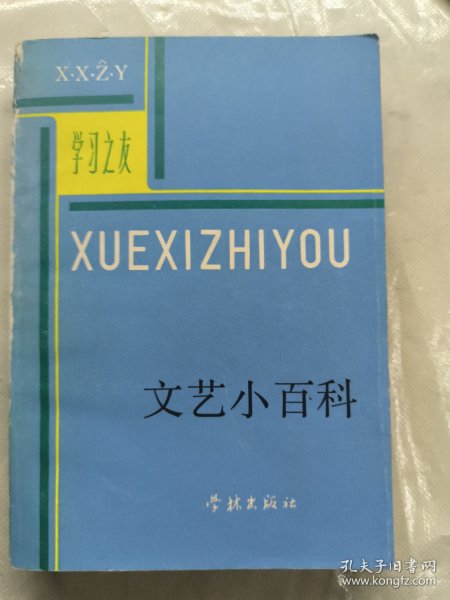 X·X·Ẑ·Y
学习之友
XUEXIZHIYOU
文艺小百科
学林出版社
孔夫子旧书网
www.kongfz.com